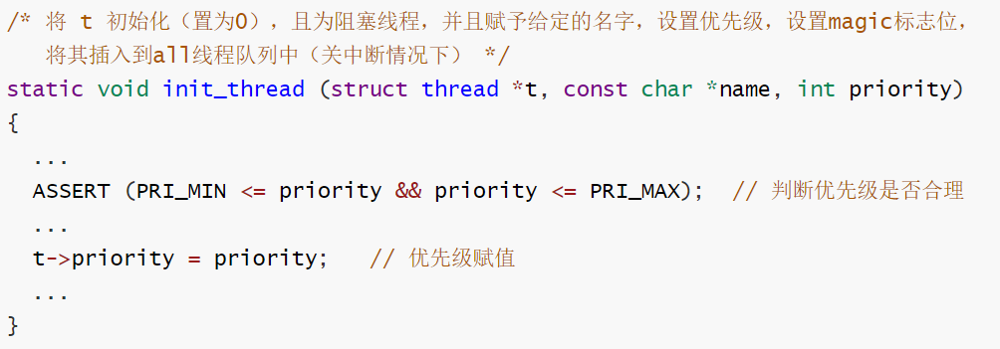 /* 将 t 初始化（置为0），且为阻塞线程，并且赋予给定的名字，设置优先级，设置magic标志位，
将其插入到all线程队列中（关中断情况下） */
static void init_thread (struct thread *t, const char *name, int priority)
{
...
ASSERT (PRI_MIN <= priority && priority <= PRI_MAX);  // 判断优先级是否合理
...
t->priority = priority;   // 优先级赋值
...
}